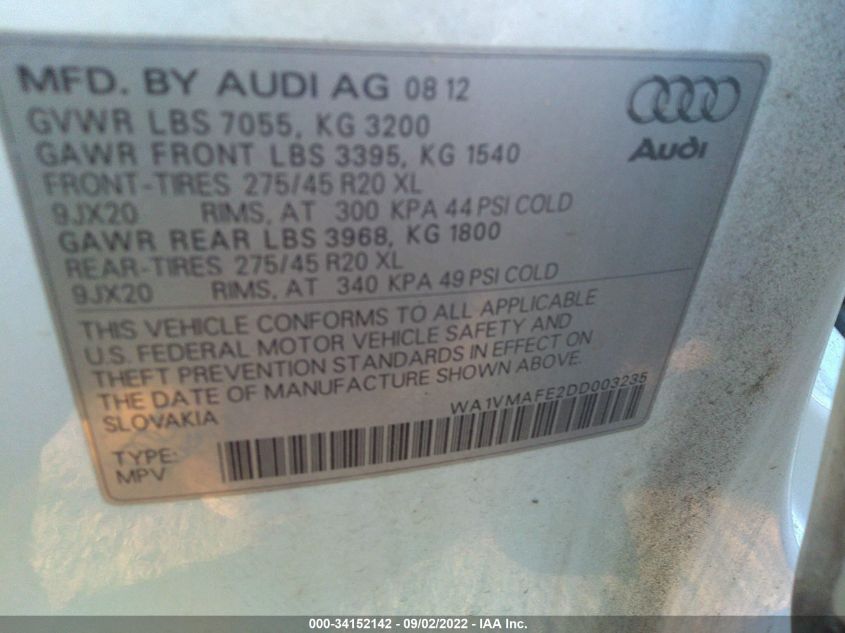 MFD. BY AUDI AG 08 12
GVWR LBS 7055, KG 3200
GAWR FRONT LBS 3395, KG 1540
FRONT-TIRES 275/45 R20 XL
9JX20 RIMS, AT 300 KPA 44 PSI COLD
GAWR REAR LBS 3968, KG 1800
REAR-TIRES 275/45 R20 XL
9JX20 RIMS, AT 340 KPA 49 PSI COLD
Audi
THIS VEHICLE CONFORMS TO ALL APPLICABLE
U.S. FEDERAL MOTOR VEHICLE SAFETY AND
THEFT PREVENTION STANDARDS IN EFFECT ON
THE DATE OF MANUFACTURE SHOWN ABOVE.
SLOVAKIA
WA1VMAFE2DD003235
TYPE:
MPV
000-34152142 - 09/02/2022 - IAA Inc.